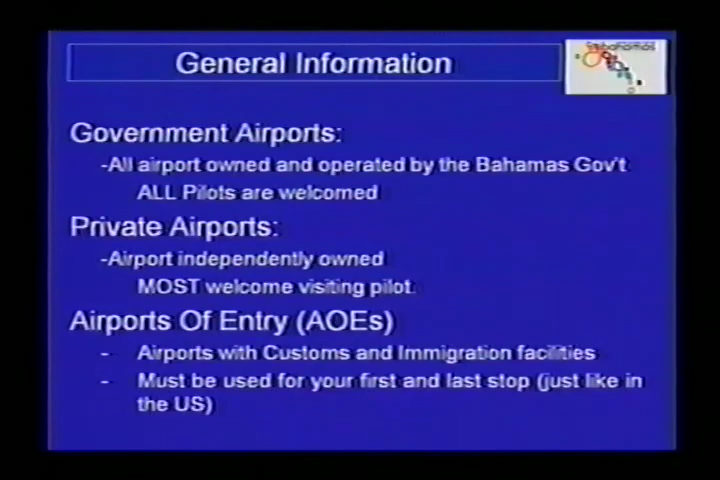 General Information
bahamas
Government Airports:
-All airport owned and operated by the Bahamas Gov't
ALL Pilots are welcomed
Private Airports:
-Airport independently owned
MOST welcome visiting pilot.
Airports Of Entry (AOEs)
- Airports with Customs and Immigration facilities
- Must be used for your first and last stop (just like in
the US)